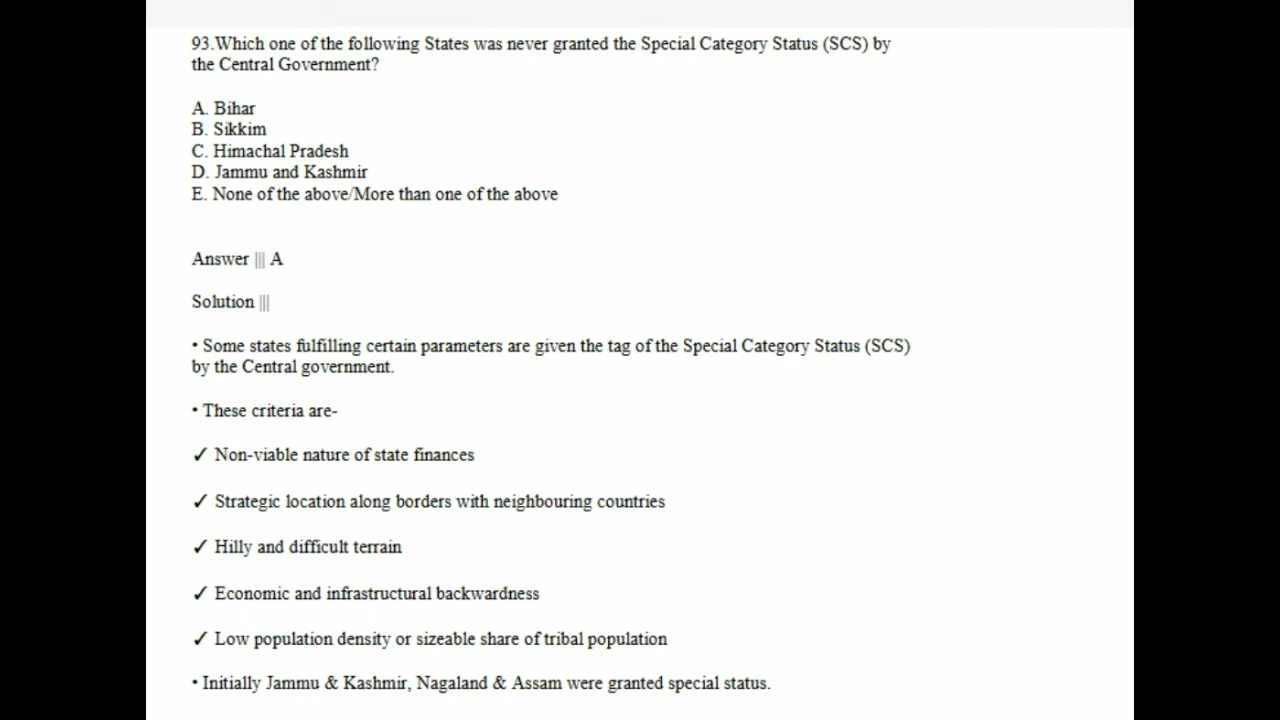 93.Which one of the following States was never granted the Special Category Status (SCS) by
the Central Government?
A. Bihar
B. Sikkim
C. Himachal Pradesh
D. Jammu and Kashmir
E. None of the above/More than one of the above
Answer ||| A
Solution |||
• Some states fulfilling certain parameters are given the tag of the Special Category Status (SCS)
by the Central government.
• These criteria are-
✓ Non-viable nature of state finances
✓ Strategic location along borders with neighbouring countries
✓ Hilly and difficult terrain
✓ Economic and infrastructural backwardness
✓ Low population density or sizeable share of tribal population
• Initially Jammu & Kashmir, Nagaland & Assam were granted special status.